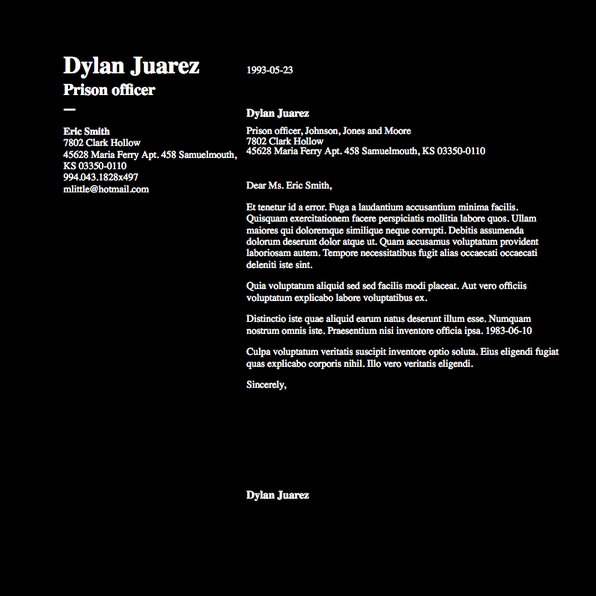 Dylan Juarez
Prison officer
Eric Smith
7802 Clark Hollow
45628 Maria Ferry Apt. 458 Samuelmouth,
KS 03350-0110
994.043.1828x497
mlittle@hotmail.com
1993-05-23
Dylan Juarez
Prison officer, Johnson, Jones and Moore
7802 Clark Hollow
45628 Maria Ferry Apt. 458 Samuelmouth, KS 03350-0110
Dear Ms. Eric Smith,
Et tenetur id a error. Fuga a laudantium accusantium minima facilis.
Quisquam exercitationem facere perspiciatis mollitia labore quos. Ullam
maiores qui doloremque similique neque corrupti. Debitis assumenda
dolorum deserunt dolor atque ut. Quam accusamus voluptatum provident
laboriosam autem. Tempore necessitatibus fugit alias occaecati occaecati
deleniti iste sint.
Quia voluptatum aliquid sed sed facilis modi placeat. Aut vero officiis
voluptatum explicabo labore voluptatibus ex.
Distinctio iste quae aliquid earum natus deserunt illum esse. Numquam
nostrum omnis iste. Praesentium nisi inventore officia ipsa. 1983-06-10
Culpa voluptatum veritatis suscipit inventore optio soluta. Eius eligendi fugiat
quas explicabo corporis nihil. Illo vero veritatis eligendi.
Sincerely,
Dylan Juarez